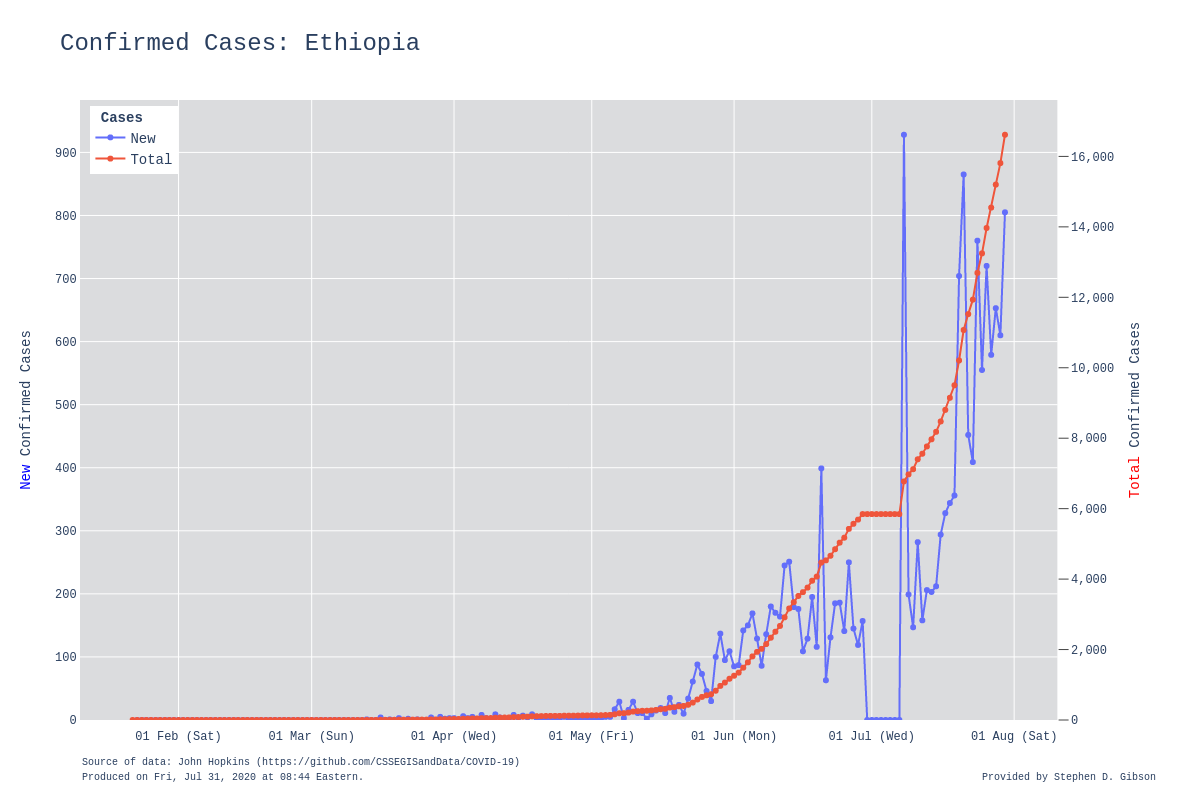 Confirmed Cases: Ethiopia
Cases
New
Total
900
800
700
600
500
400
300
200
100
0
New Confirmed Cases
16,000
14,000
12,000
10,000
8,000
6,000
4,000
2,000
0
Total Confirmed Cases
01 Feb (Sat) 01 Mar (Sun) 01 Apr (Wed) 01 May (Fri) 01 Jun (Mon) 01 Jul (Wed) 01 Aug (Sat)
Source of data: John Hopkins (https://github.com/CSSEGISandData/COVID-19)
Produced on Fri, Jul 31, 2020 at 08:44 Eastern.
Provided by Stephen D. Gibson